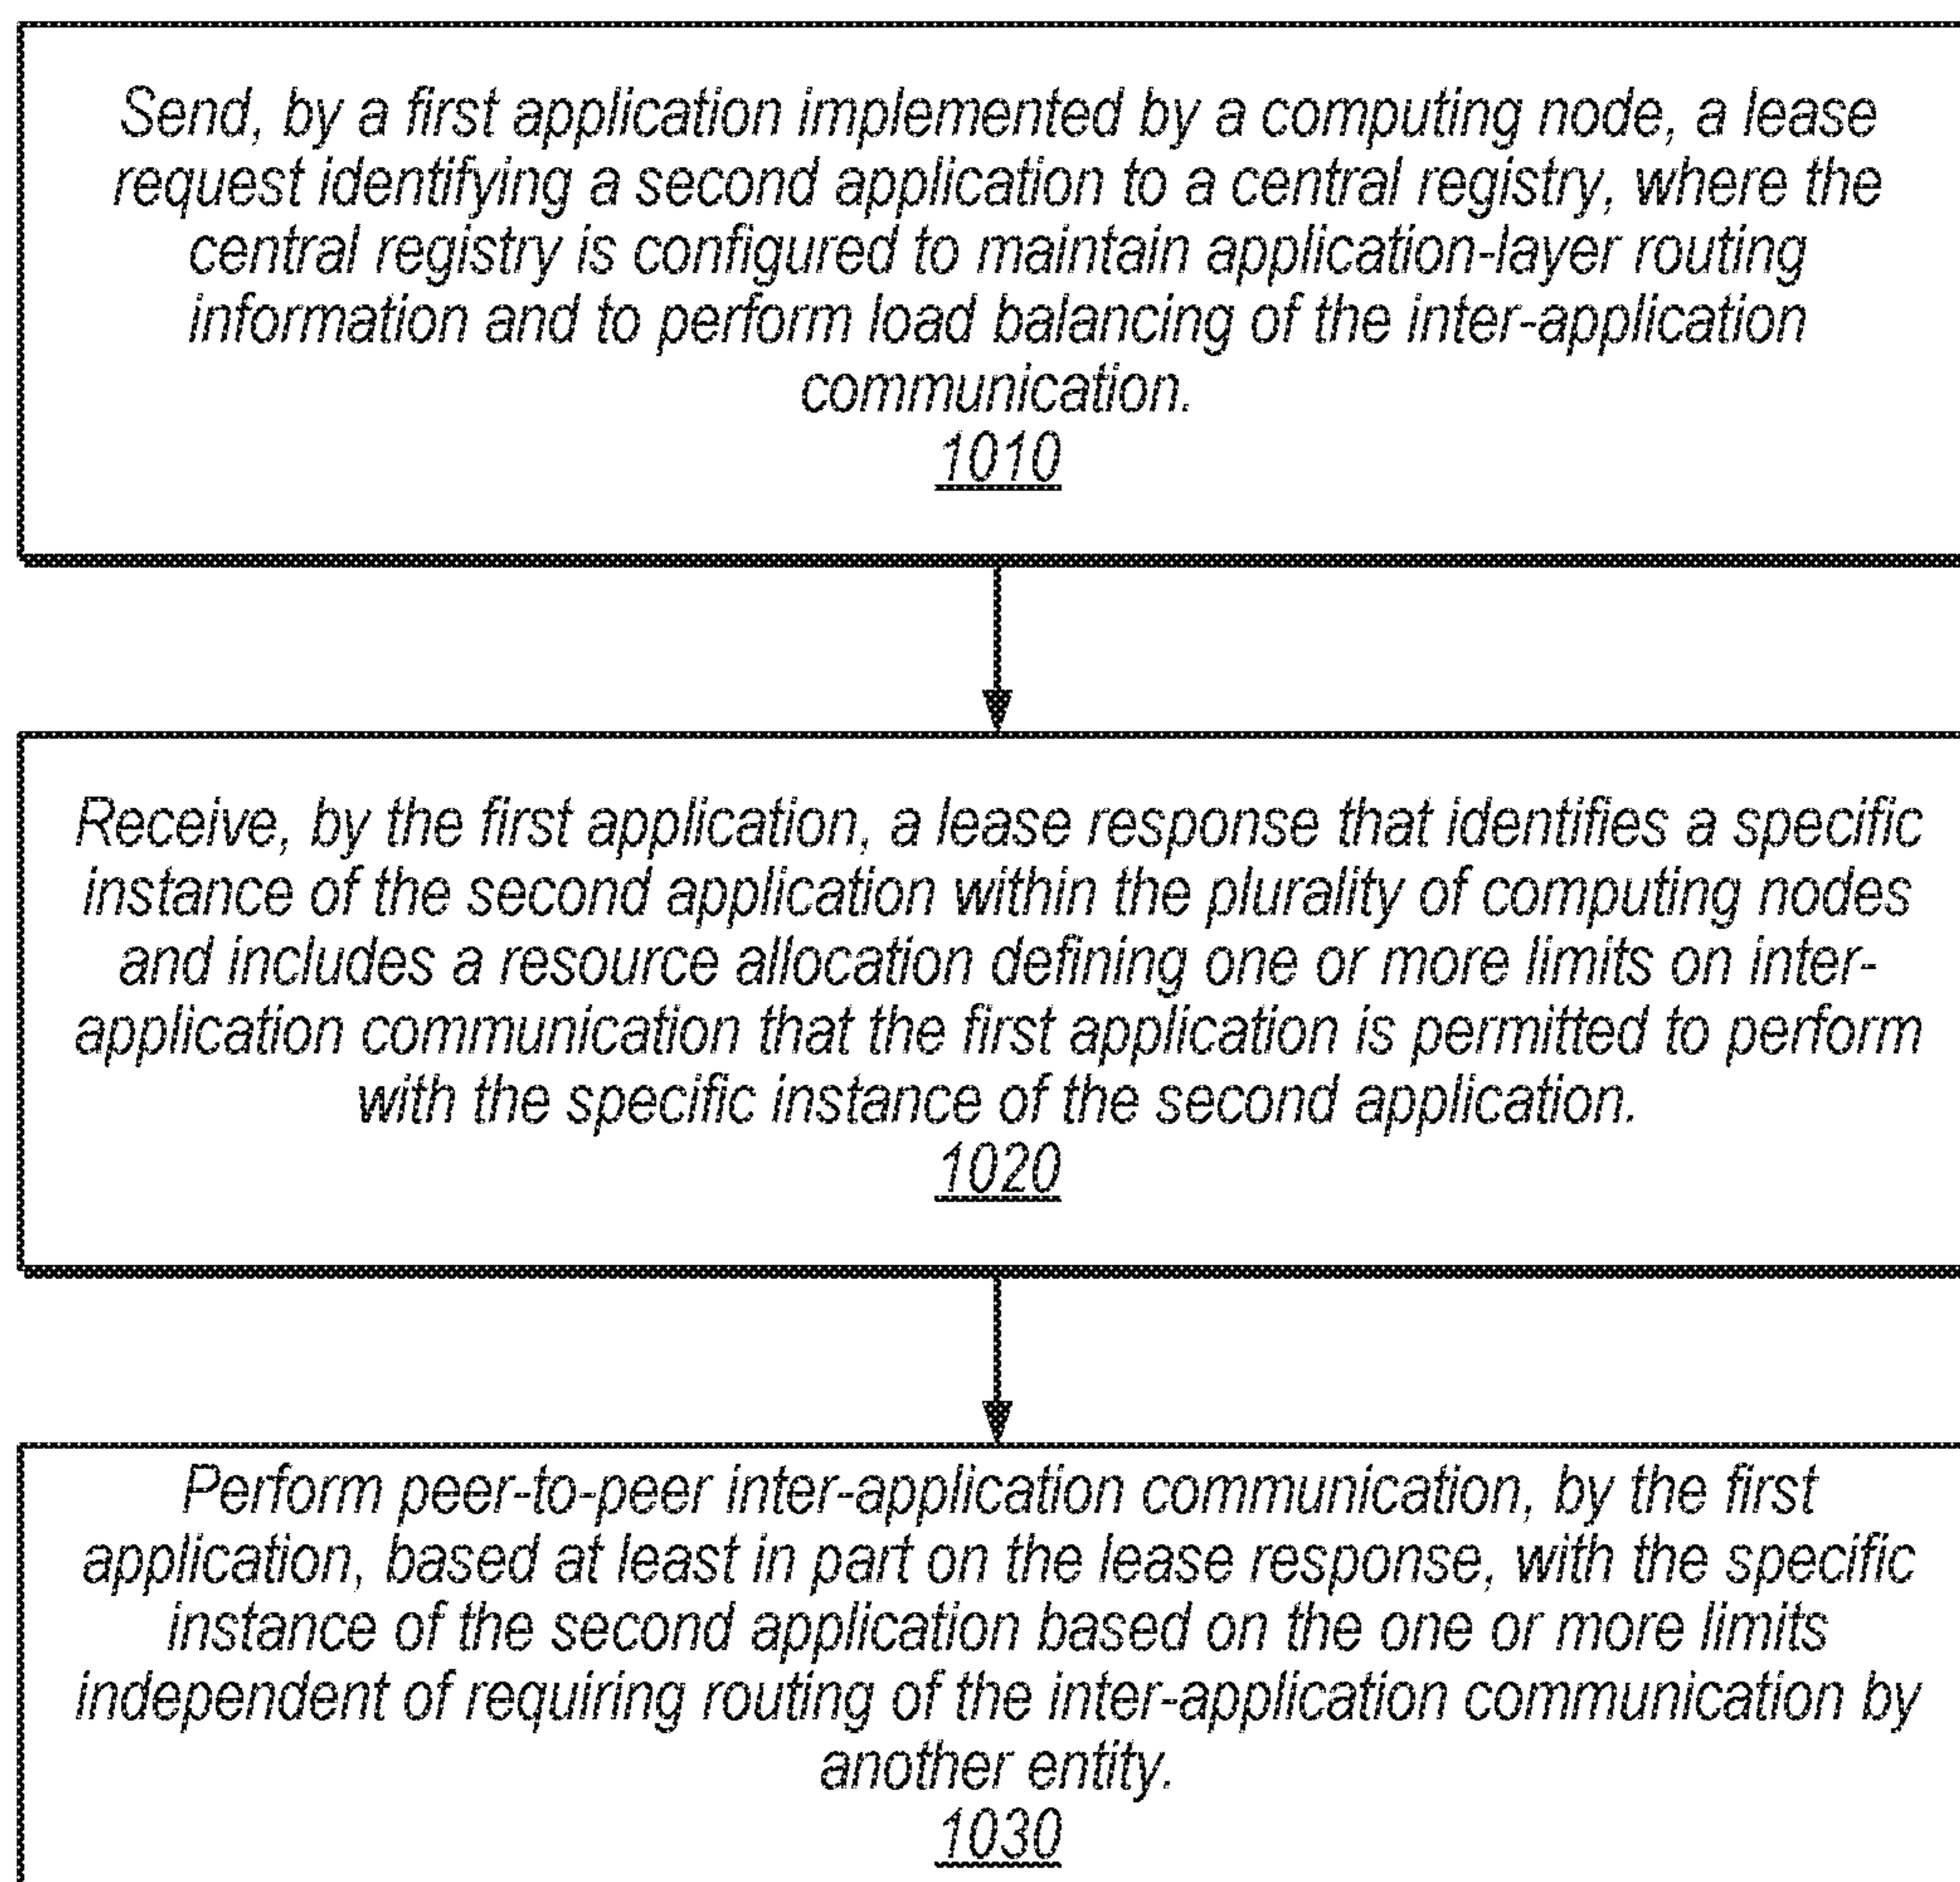 Send, by a first application implemented by a computing node, a lease
request identifying a second application to a central registry, where the
central registry is configured to maintain application-layer routing
information and to perform load balancing of the inter-application
communication.
1010
Receive, by the first application, a lease response that identifies a specific
instance of the second application within the plurality of computing nodes
and includes a resource allocation defining one or more limits on inter-
application communication that the first application is permitted to perform
with the specific instance of the second application.
1020
Perform peer-to-peer inter-application communication, by the first
application, based at least in part on the lease response, with the specific
instance of the second application based on the one or more limits
independent of requiring routing of the inter-application communication by
another entity.
1030